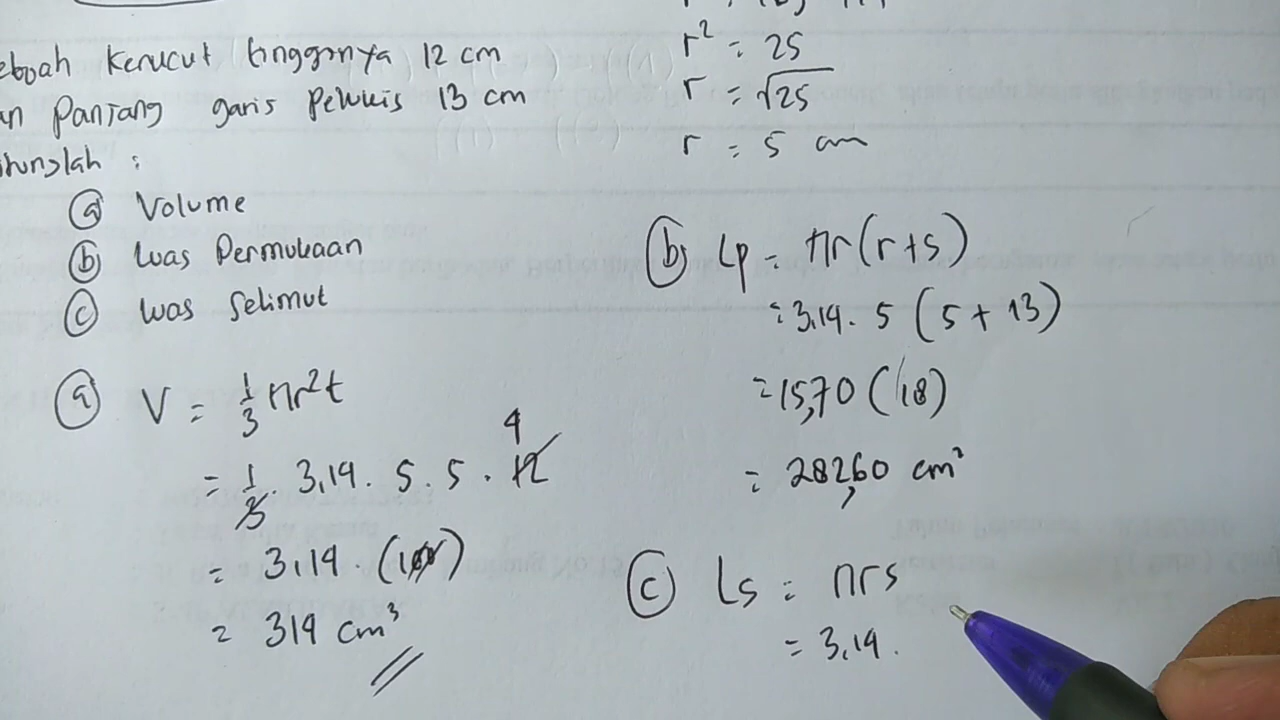 ebuah kerucut tingginya 12 cm
an Panjang garis Pelukis 13 cm
itunglah :
(a) Volume
(b) Luas Permukaan
(c) Luas Selimut
(a) V = 1/3 πr²t
= 1/3 . 3,14 . 5 . 5 . 12 4
= 3,14 . (100)
= 314 cm³
r² = 25
r = √25
r = 5 cm
(b) Lp = πr(r+s)
= 3,14 . 5 (5 + 13)
= 15,70 (18)
= 282,60 cm²
(c) Ls = πrs
= 3,14 .